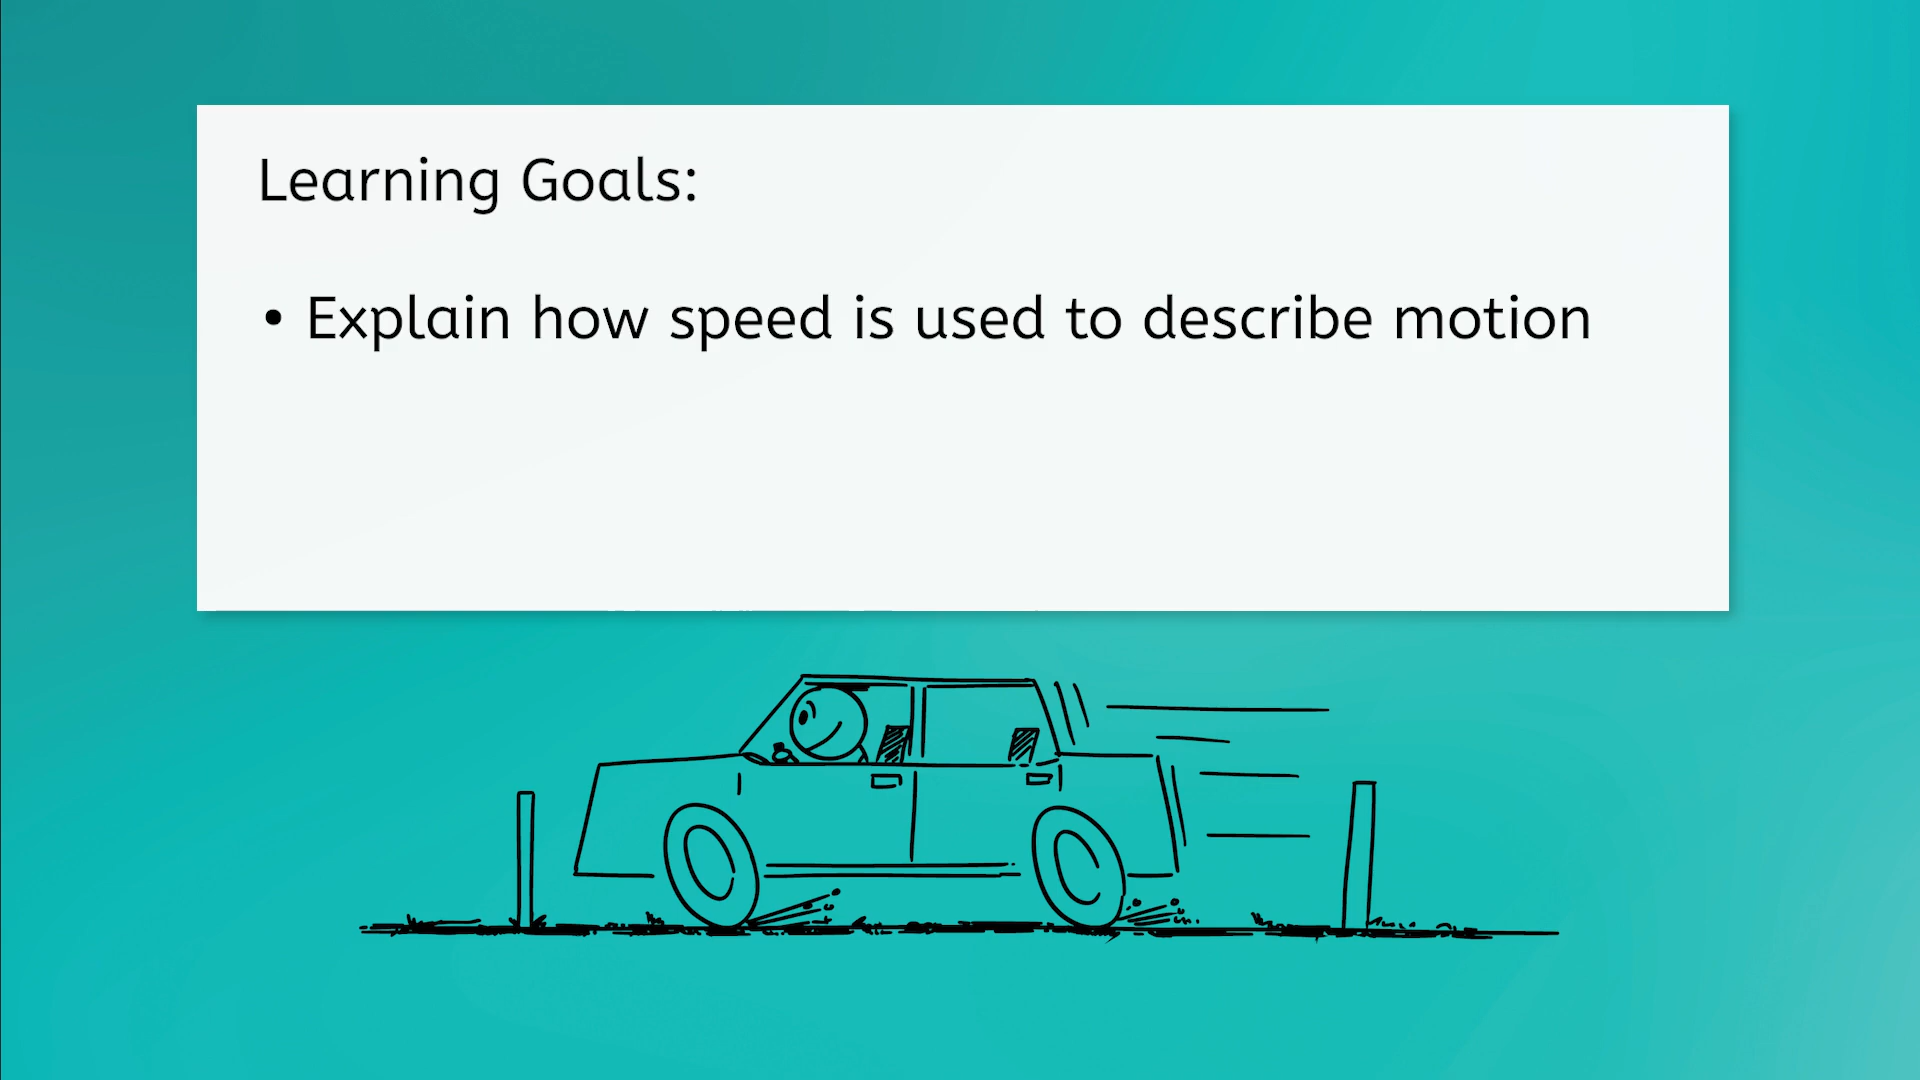 Learning Goals:
• Explain how speed is used to describe motion